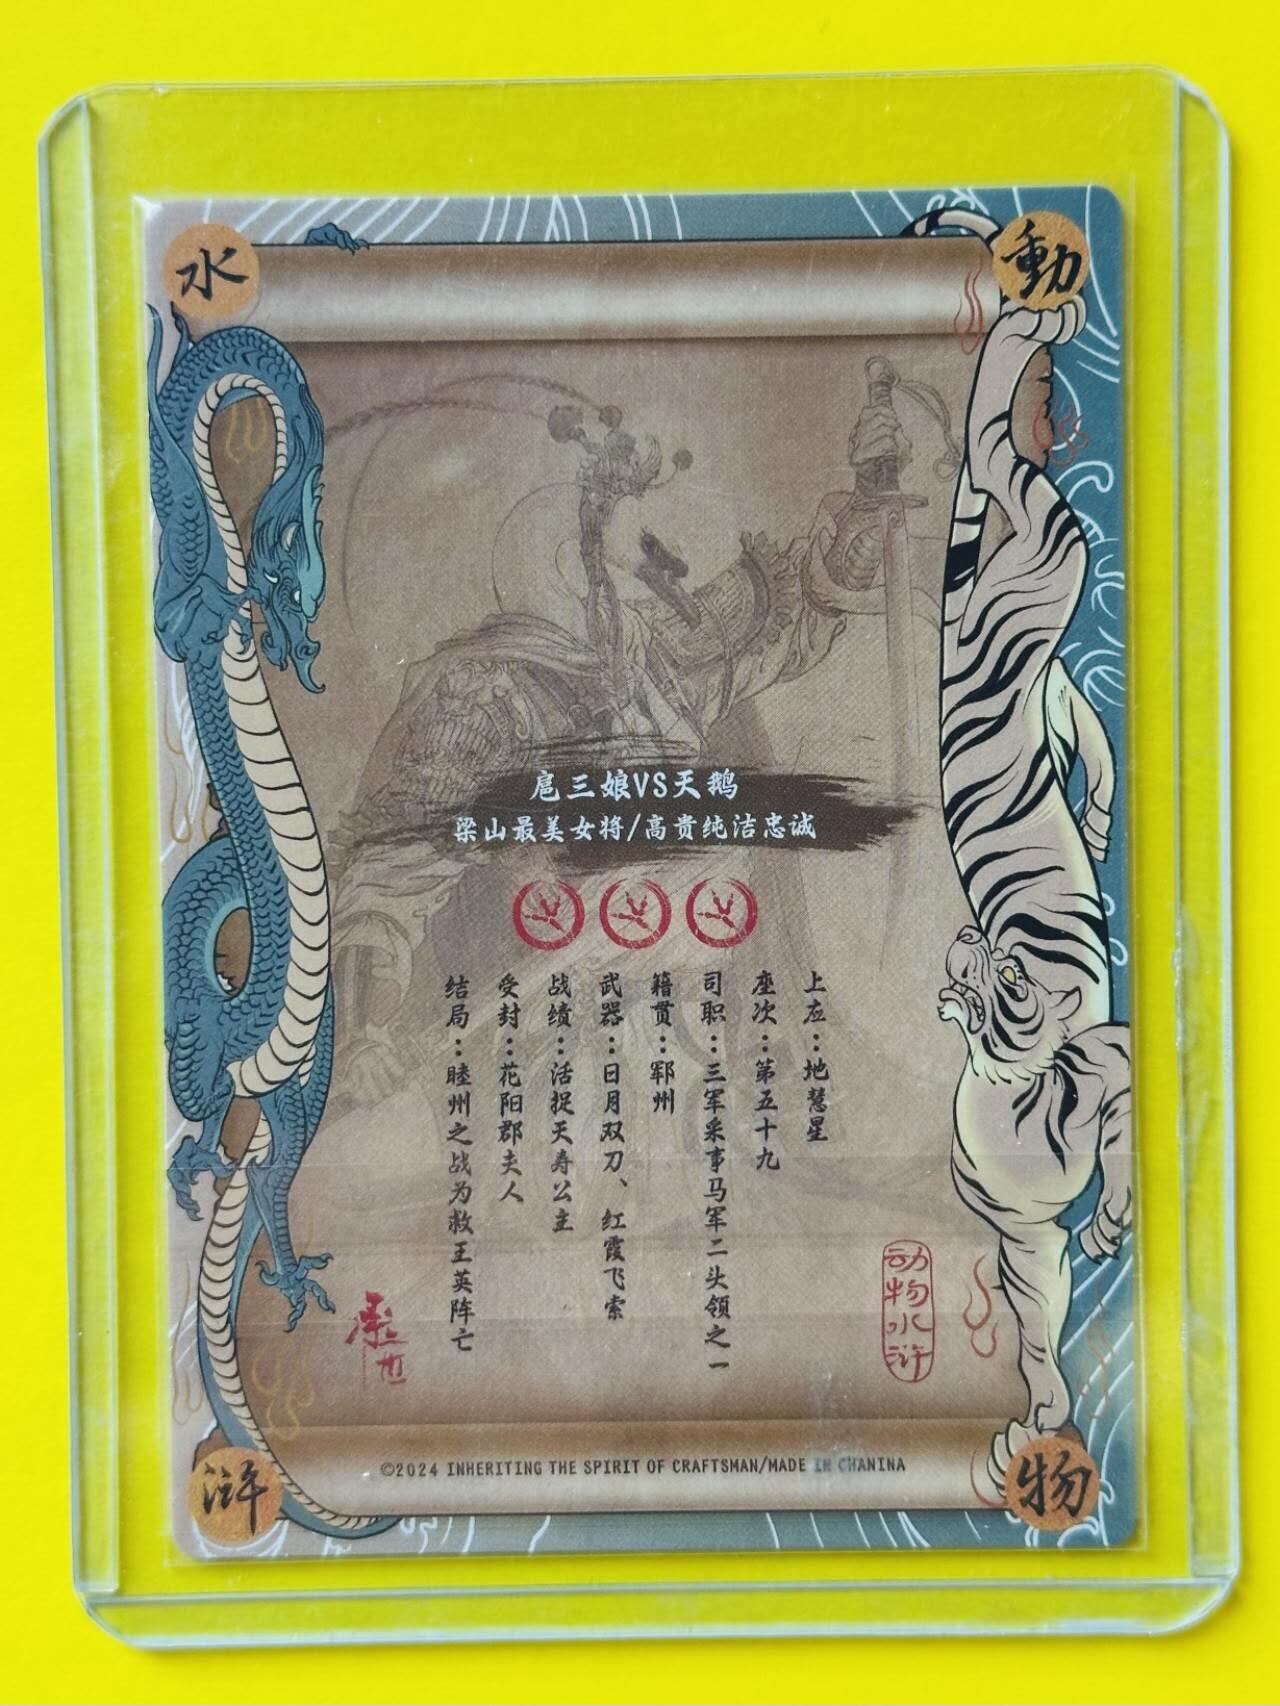 水
動
扈三娘VS天鹅
梁山最美女将/高贵纯洁忠诚
上应：地慧星
座次：第五十九
司职：三军采事马军二头领之一
籍贯：郓州
武器：日月双刀、红霞飞索
战绩：活捉天寿公主
受封：花阳郡夫人
结局：睦州之战为救王英阵亡
动物水浒
承世
©2024 INHERITING THE SPIRIT OF CRAFTSMAN/MADE IN CHANINA
浒
物